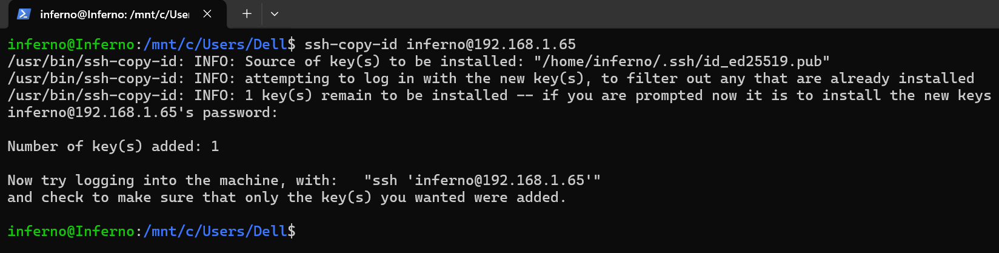 inferno@Inferno: /mnt/c/User
inferno@Inferno:/mnt/c/Users/Dell$ ssh-copy-id inferno@192.168.1.65
/usr/bin/ssh-copy-id: INFO: Source of key(s) to be installed: "/home/inferno/.ssh/id_ed25519.pub"
/usr/bin/ssh-copy-id: INFO: attempting to log in with the new key(s), to filter out any that are already installed
/usr/bin/ssh-copy-id: INFO: 1 key(s) remain to be installed -- if you are prompted now it is to install the new keys
inferno@192.168.1.65's password:
Number of key(s) added: 1
Now try logging into the machine, with:   "ssh 'inferno@192.168.1.65'"
and check to make sure that only the key(s) you wanted were added.
inferno@Inferno:/mnt/c/Users/Dell$